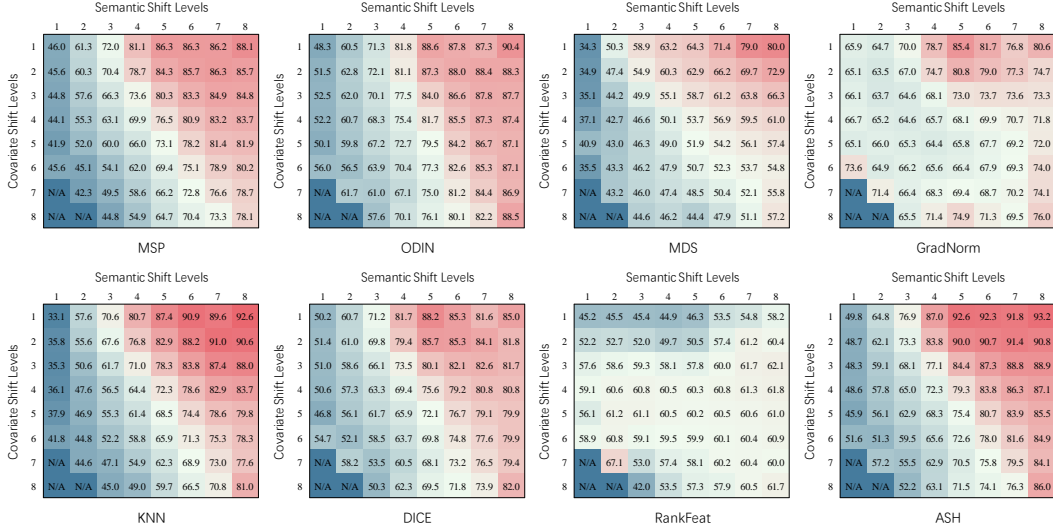 Semantic Shift Levels
1 2 3 4 5 6 7 8
Covariate Shift Levels
1 46.0 61.3 72.0 81.1 86.3 86.3 86.2 88.1
2 45.6 60.3 70.4 78.7 84.3 85.7 86.3 85.7
3 44.8 57.6 66.3 73.6 80.3 83.3 84.9 84.8
4 44.1 55.3 63.1 69.9 76.5 80.9 83.2 83.7
5 41.9 52.0 60.0 66.0 73.1 78.2 81.4 81.9
6 45.6 45.1 54.1 62.0 69.4 75.1 78.9 80.2
7 N/A 42.3 49.5 58.6 66.2 72.8 76.6 78.7
8 N/A N/A 44.8 54.9 64.7 70.4 73.3 78.1
MSP
Semantic Shift Levels
1 2 3 4 5 6 7 8
Covariate Shift Levels
1 48.3 60.5 71.3 81.8 88.6 87.8 87.3 90.4
2 51.5 62.8 72.1 81.1 87.3 88.0 88.4 88.3
3 52.5 62.0 70.1 77.5 84.0 86.6 87.8 87.7
4 52.2 60.7 68.3 75.4 81.7 85.5 87.3 87.4
5 50.1 59.8 67.2 72.7 79.5 84.2 86.7 87.1
6 56.0 56.5 63.9 70.4 77.3 82.6 85.3 87.1
7 N/A 61.7 61.0 67.1 75.0 81.2 84.4 86.9
8 N/A N/A 57.6 70.1 76.1 80.1 82.2 88.5
ODIN
Semantic Shift Levels
1 2 3 4 5 6 7 8
Covariate Shift Levels
1 34.3 50.3 58.9 63.2 64.3 71.4 79.0 80.0
2 34.9 47.4 54.9 60.3 62.9 66.2 69.7 72.9
3 35.1 44.2 49.9 55.1 58.7 61.2 63.8 66.3
4 37.1 42.7 46.6 50.1 53.7 56.9 59.5 61.0
5 40.9 43.0 46.3 49.0 51.9 54.2 56.1 57.4
6 35.5 43.3 46.2 47.9 50.7 53.3 53.7 54.8
7 N/A 43.2 46.0 47.4 48.5 50.4 52.1 55.8
8 N/A N/A 44.6 46.2 44.4 47.9 51.1 57.2
MDS
Semantic Shift Levels
1 2 3 4 5 6 7 8
Covariate Shift Levels
1 65.9 64.7 70.0 78.7 85.4 81.7 76.8 80.6
2 65.1 63.5 67.0 74.7 80.8 79.0 77.3 74.7
3 66.1 63.7 64.6 68.1 73.0 73.7 73.6 73.3
4 66.7 65.2 64.6 65.7 68.1 69.9 70.7 71.8
5 65.1 66.0 65.3 64.8 65.8 67.7 69.2 72.0
6 73.6 64.9 66.2 65.6 66.4 67.9 69.3 74.0
7 N/A 71.4 66.4 68.3 69.4 68.7 70.2 74.1
8 N/A N/A 65.5 71.4 74.9 71.3 69.5 76.0
GradNorm
Semantic Shift Levels
1 2 3 4 5 6 7 8
Covariate Shift Levels
1 33.1 57.6 70.6 80.7 87.4 90.9 89.6 92.6
2 35.8 55.6 67.6 76.8 82.9 88.2 91.0 90.6
3 35.3 50.6 61.7 71.0 78.3 83.8 87.4 88.0
4 36.1 47.6 56.5 64.4 72.3 78.6 82.9 83.7
5 37.9 46.9 55.3 61.4 68.5 74.4 78.6 79.8
6 41.8 44.8 52.2 58.8 65.9 71.3 75.3 78.3
7 N/A 44.6 47.1 54.9 62.3 68.9 73.0 77.6
8 N/A N/A 45.0 49.0 59.7 66.5 70.8 81.0
KNN
Semantic Shift Levels
1 2 3 4 5 6 7 8
Covariate Shift Levels
1 50.2 60.7 71.2 81.7 88.2 85.3 81.6 85.0
2 51.4 61.0 69.8 79.4 85.7 85.3 84.1 81.8
3 51.0 58.6 66.1 73.5 80.1 82.1 82.6 81.7
4 50.6 57.3 63.3 69.4 75.6 79.2 80.8 80.8
5 46.8 56.1 61.7 65.9 72.1 76.7 79.1 79.9
6 54.7 52.1 58.5 63.7 69.8 74.8 77.6 79.9
7 N/A 58.2 53.5 60.5 68.1 73.2 76.5 79.4
8 N/A N/A 50.3 62.3 69.5 71.8 73.9 82.0
DICE
Semantic Shift Levels
1 2 3 4 5 6 7 8
Covariate Shift Levels
1 45.2 45.5 45.4 44.9 46.3 53.5 54.8 58.2
2 52.2 52.7 52.0 49.7 50.5 57.4 61.2 60.4
3 57.6 58.6 59.3 58.1 57.8 60.0 61.7 62.1
4 59.1 60.6 60.8 60.5 60.3 60.8 61.3 61.8
5 56.1 61.2 61.1 60.5 60.2 60.5 60.6 61.0
6 58.9 60.8 59.1 59.5 59.9 60.1 60.4 60.9
7 N/A 67.1 53.0 57.4 58.1 60.2 60.4 60.0
8 N/A N/A 42.0 53.5 57.3 57.9 60.5 61.7
RankFeat
Semantic Shift Levels
1 2 3 4 5 6 7 8
Covariate Shift Levels
1 49.8 64.8 76.9 87.0 92.6 92.3 91.8 93.2
2 48.7 62.1 73.3 83.8 90.0 90.7 91.4 90.8
3 48.3 59.1 68.1 77.1 84.4 87.3 88.8 88.9
4 48.6 57.8 65.0 72.3 79.3 83.8 86.3 87.1
5 45.9 56.1 62.9 68.3 75.4 80.7 83.9 85.5
6 51.6 51.3 59.5 65.6 72.6 78.0 81.6 84.9
7 N/A 57.2 55.5 62.9 70.5 75.8 79.5 84.1
8 N/A N/A 52.2 63.1 71.5 74.1 76.3 86.0
ASH